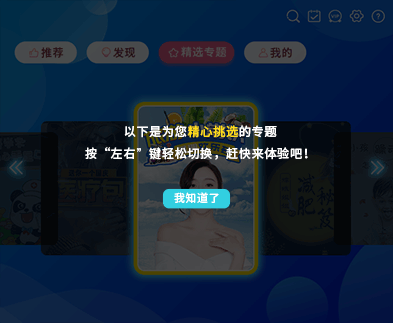 推荐
发现
精选专题
我的
以下是为您精心挑选的专题
按“左右”键轻松切换，赶快来体验吧！
我知道了
减肥
秘笈